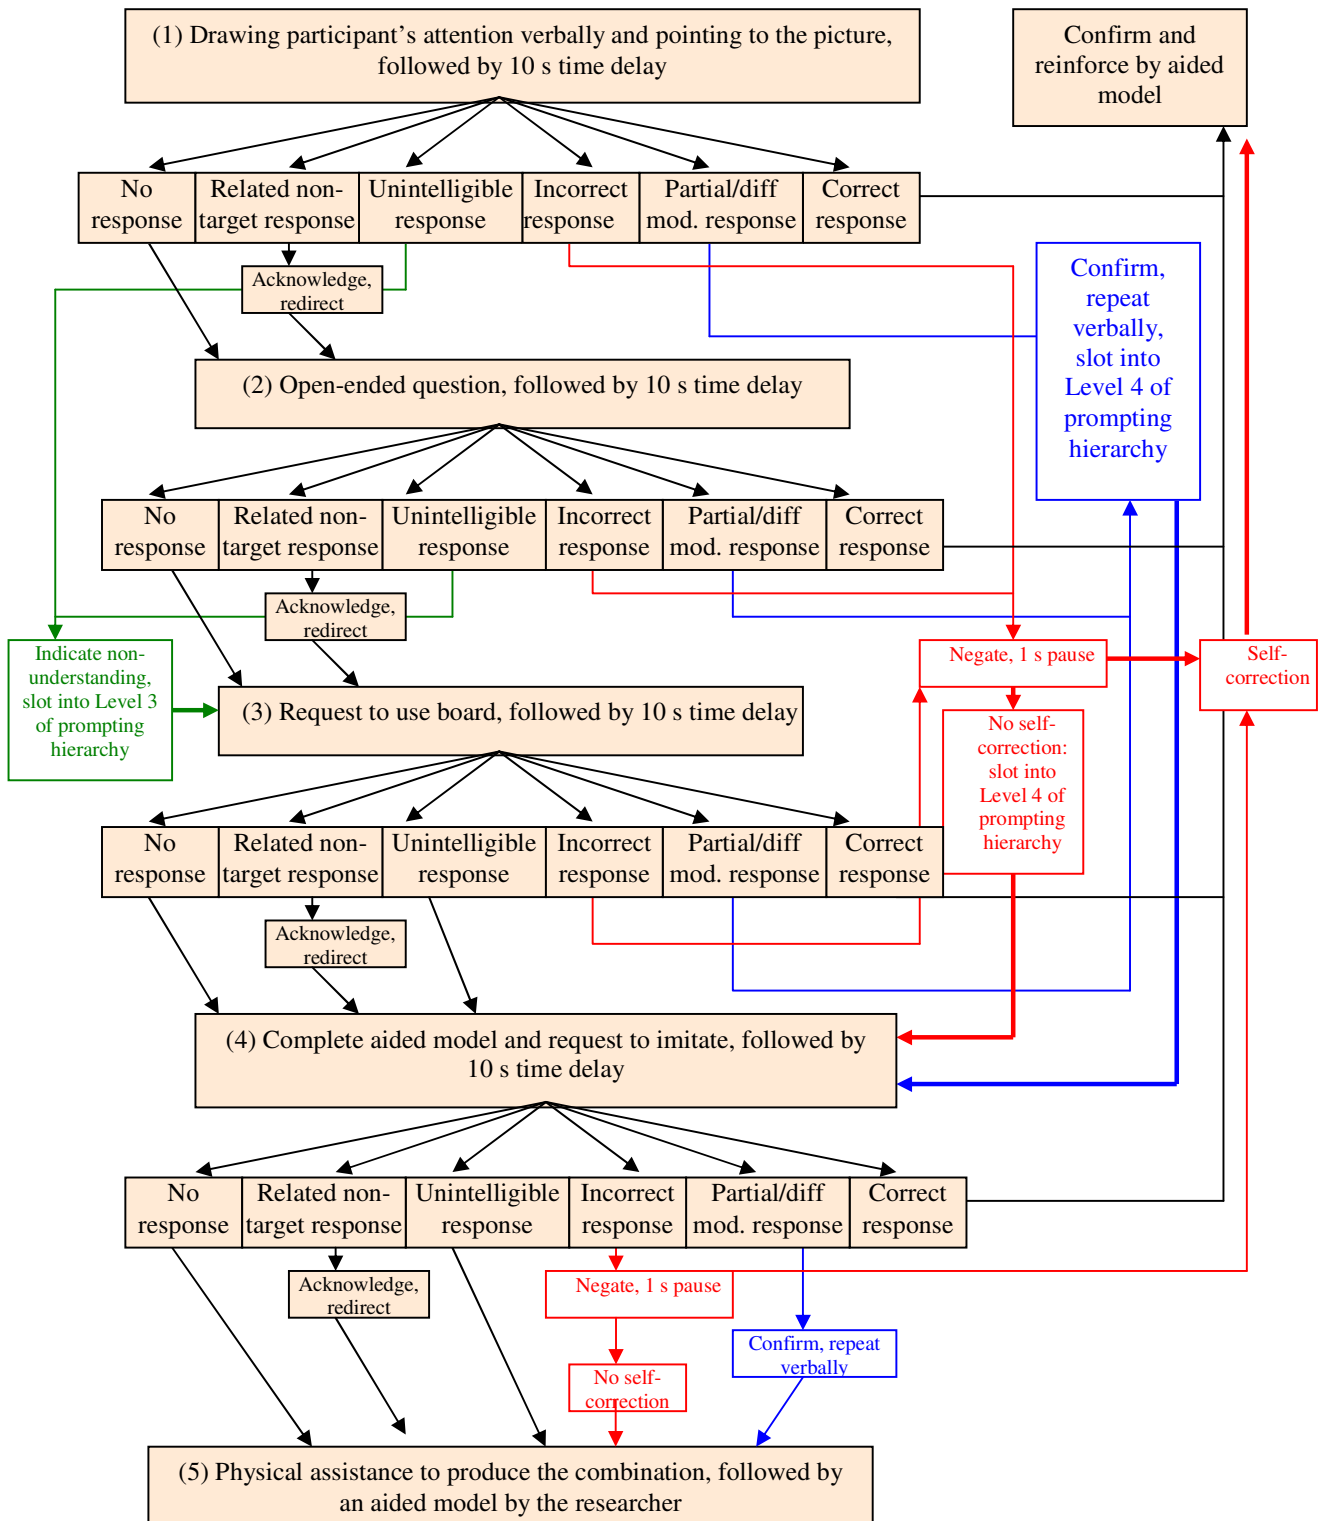 (1) Drawing participant's attention verbally and pointing to the picture,
followed by 10 s time delay
Confirm and
reinforce by aided
model
No
response
Related non-
target response
Unintelligible
response
Incorrect
response
Partial/diff
mod. response
Correct
response
Acknowledge,
redirect
Confirm,
repeat
verbally,
slot into
Level 4 of
prompting
hierarchy
(2) Open-ended question, followed by 10 s time delay
No
response
Related non-
target response
Unintelligible
response
Incorrect
response
Partial/diff
mod. response
Correct
response
Acknowledge,
redirect
Indicate non-
understanding,
slot into Level 3
of prompting
hierarchy
Negate, 1 s pause
Self-
correction
(3) Request to use board, followed by 10 s time delay
No self-
correction:
slot into
Level 4 of
prompting
hierarchy
No
response
Related non-
target response
Unintelligible
response
Incorrect
response
Partial/diff
mod. response
Correct
response
Acknowledge,
redirect
(4) Complete aided model and request to imitate, followed by
10 s time delay
No
response
Related non-
target response
Unintelligible
response
Incorrect
response
Partial/diff
mod. response
Correct
response
Acknowledge,
redirect
Negate, 1 s pause
Confirm, repeat
verbally
No self-
correction
(5) Physical assistance to produce the combination, followed by
an aided model by the researcher